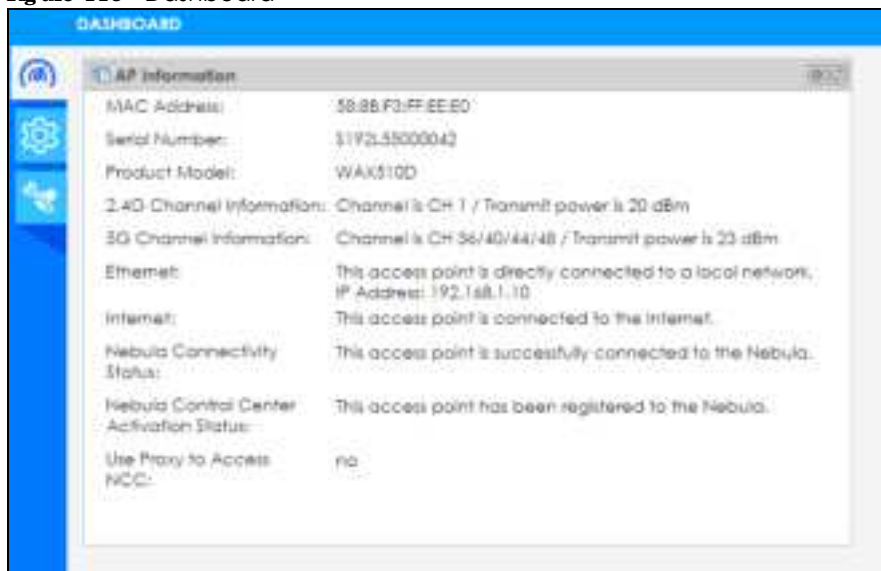 DASHBOARD
AP Information
MAC Address: 58:8B:F3:FF:EE:E0
Serial Number: S192L55000042
Product Model: WAX510D
2.4G Channel Information: Channel is CH 1 / Transmit power is 20 dBm
5G Channel Information: Channel is CH 36/40/44/48 / Transmit power is 23 dBm
Ethernet: This access point is directly connected to a local network.
IP Address: 192.168.1.10
Internet: This access point is connected to the Internet.
Nebula Connectivity Status: This access point is successfully connected to the Nebula.
Nebula Control Center Activation Status: This access point has been registered to the Nebula.
Use Proxy to Access NCC: no